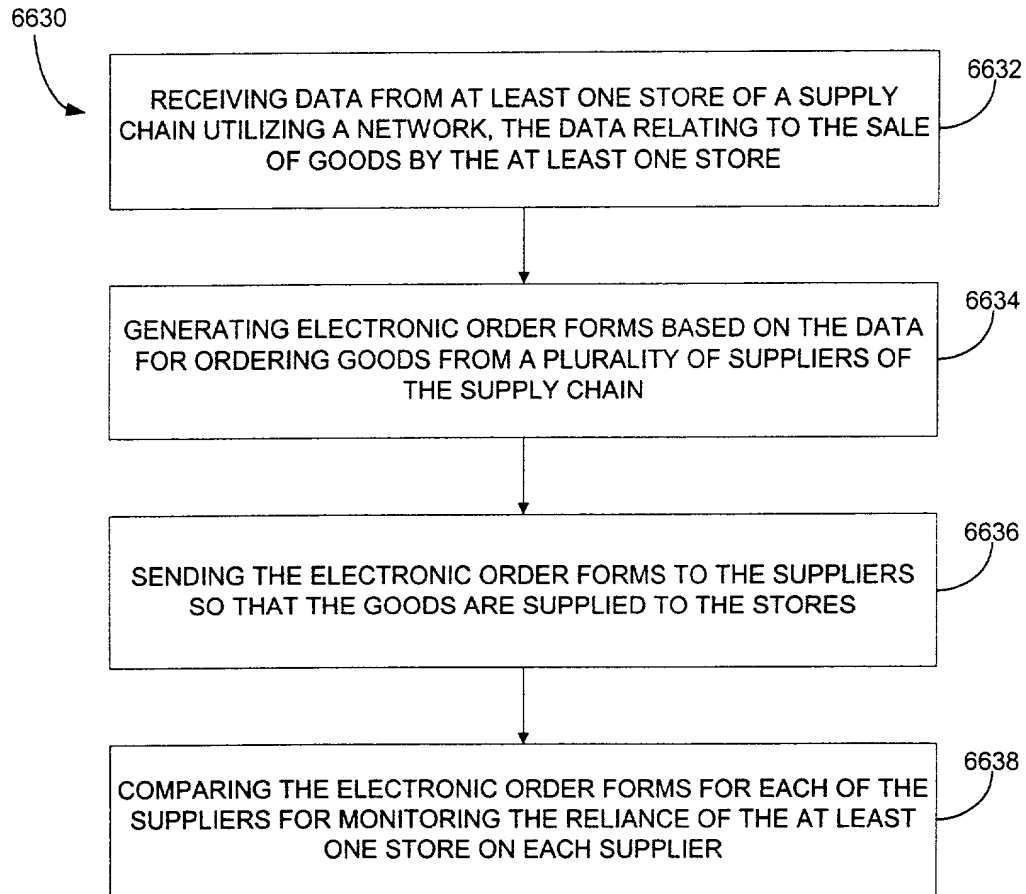 6630
RECEIVING DATA FROM AT LEAST ONE STORE OF A SUPPLY
CHAIN UTILIZING A NETWORK, THE DATA RELATING TO THE SALE
OF GOODS BY THE AT LEAST ONE STORE
6632
GENERATING ELECTRONIC ORDER FORMS BASED ON THE DATA
FOR ORDERING GOODS FROM A PLURALITY OF SUPPLIERS OF
THE SUPPLY CHAIN
6634
SENDING THE ELECTRONIC ORDER FORMS TO THE SUPPLIERS
SO THAT THE GOODS ARE SUPPLIED TO THE STORES
6636
COMPARING THE ELECTRONIC ORDER FORMS FOR EACH OF THE
SUPPLIERS FOR MONITORING THE RELIANCE OF THE AT LEAST
ONE STORE ON EACH SUPPLIER
6638